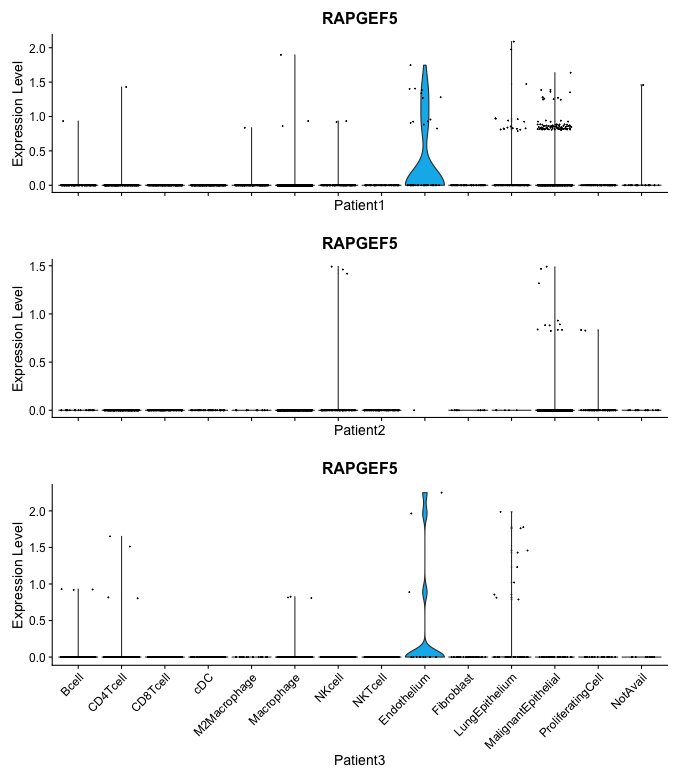 RAPGEF5
Expression Level
2.0
1.5
1.0
0.5
0.0
Patient1
RAPGEF5
Expression Level
1.5
1.0
0.5
0.0
Patient2
RAPGEF5
Expression Level
2.0
1.5
1.0
0.5
0.0
Bcell
CD4Tcell
CD8Tcell
cDC
M2Macrophage
Macrophage
NKcell
NKTcell
Endothelium
Fibroblast
LungEpithelium
MalignantEpithelial
ProliferatingCell
NotAvail
Patient3